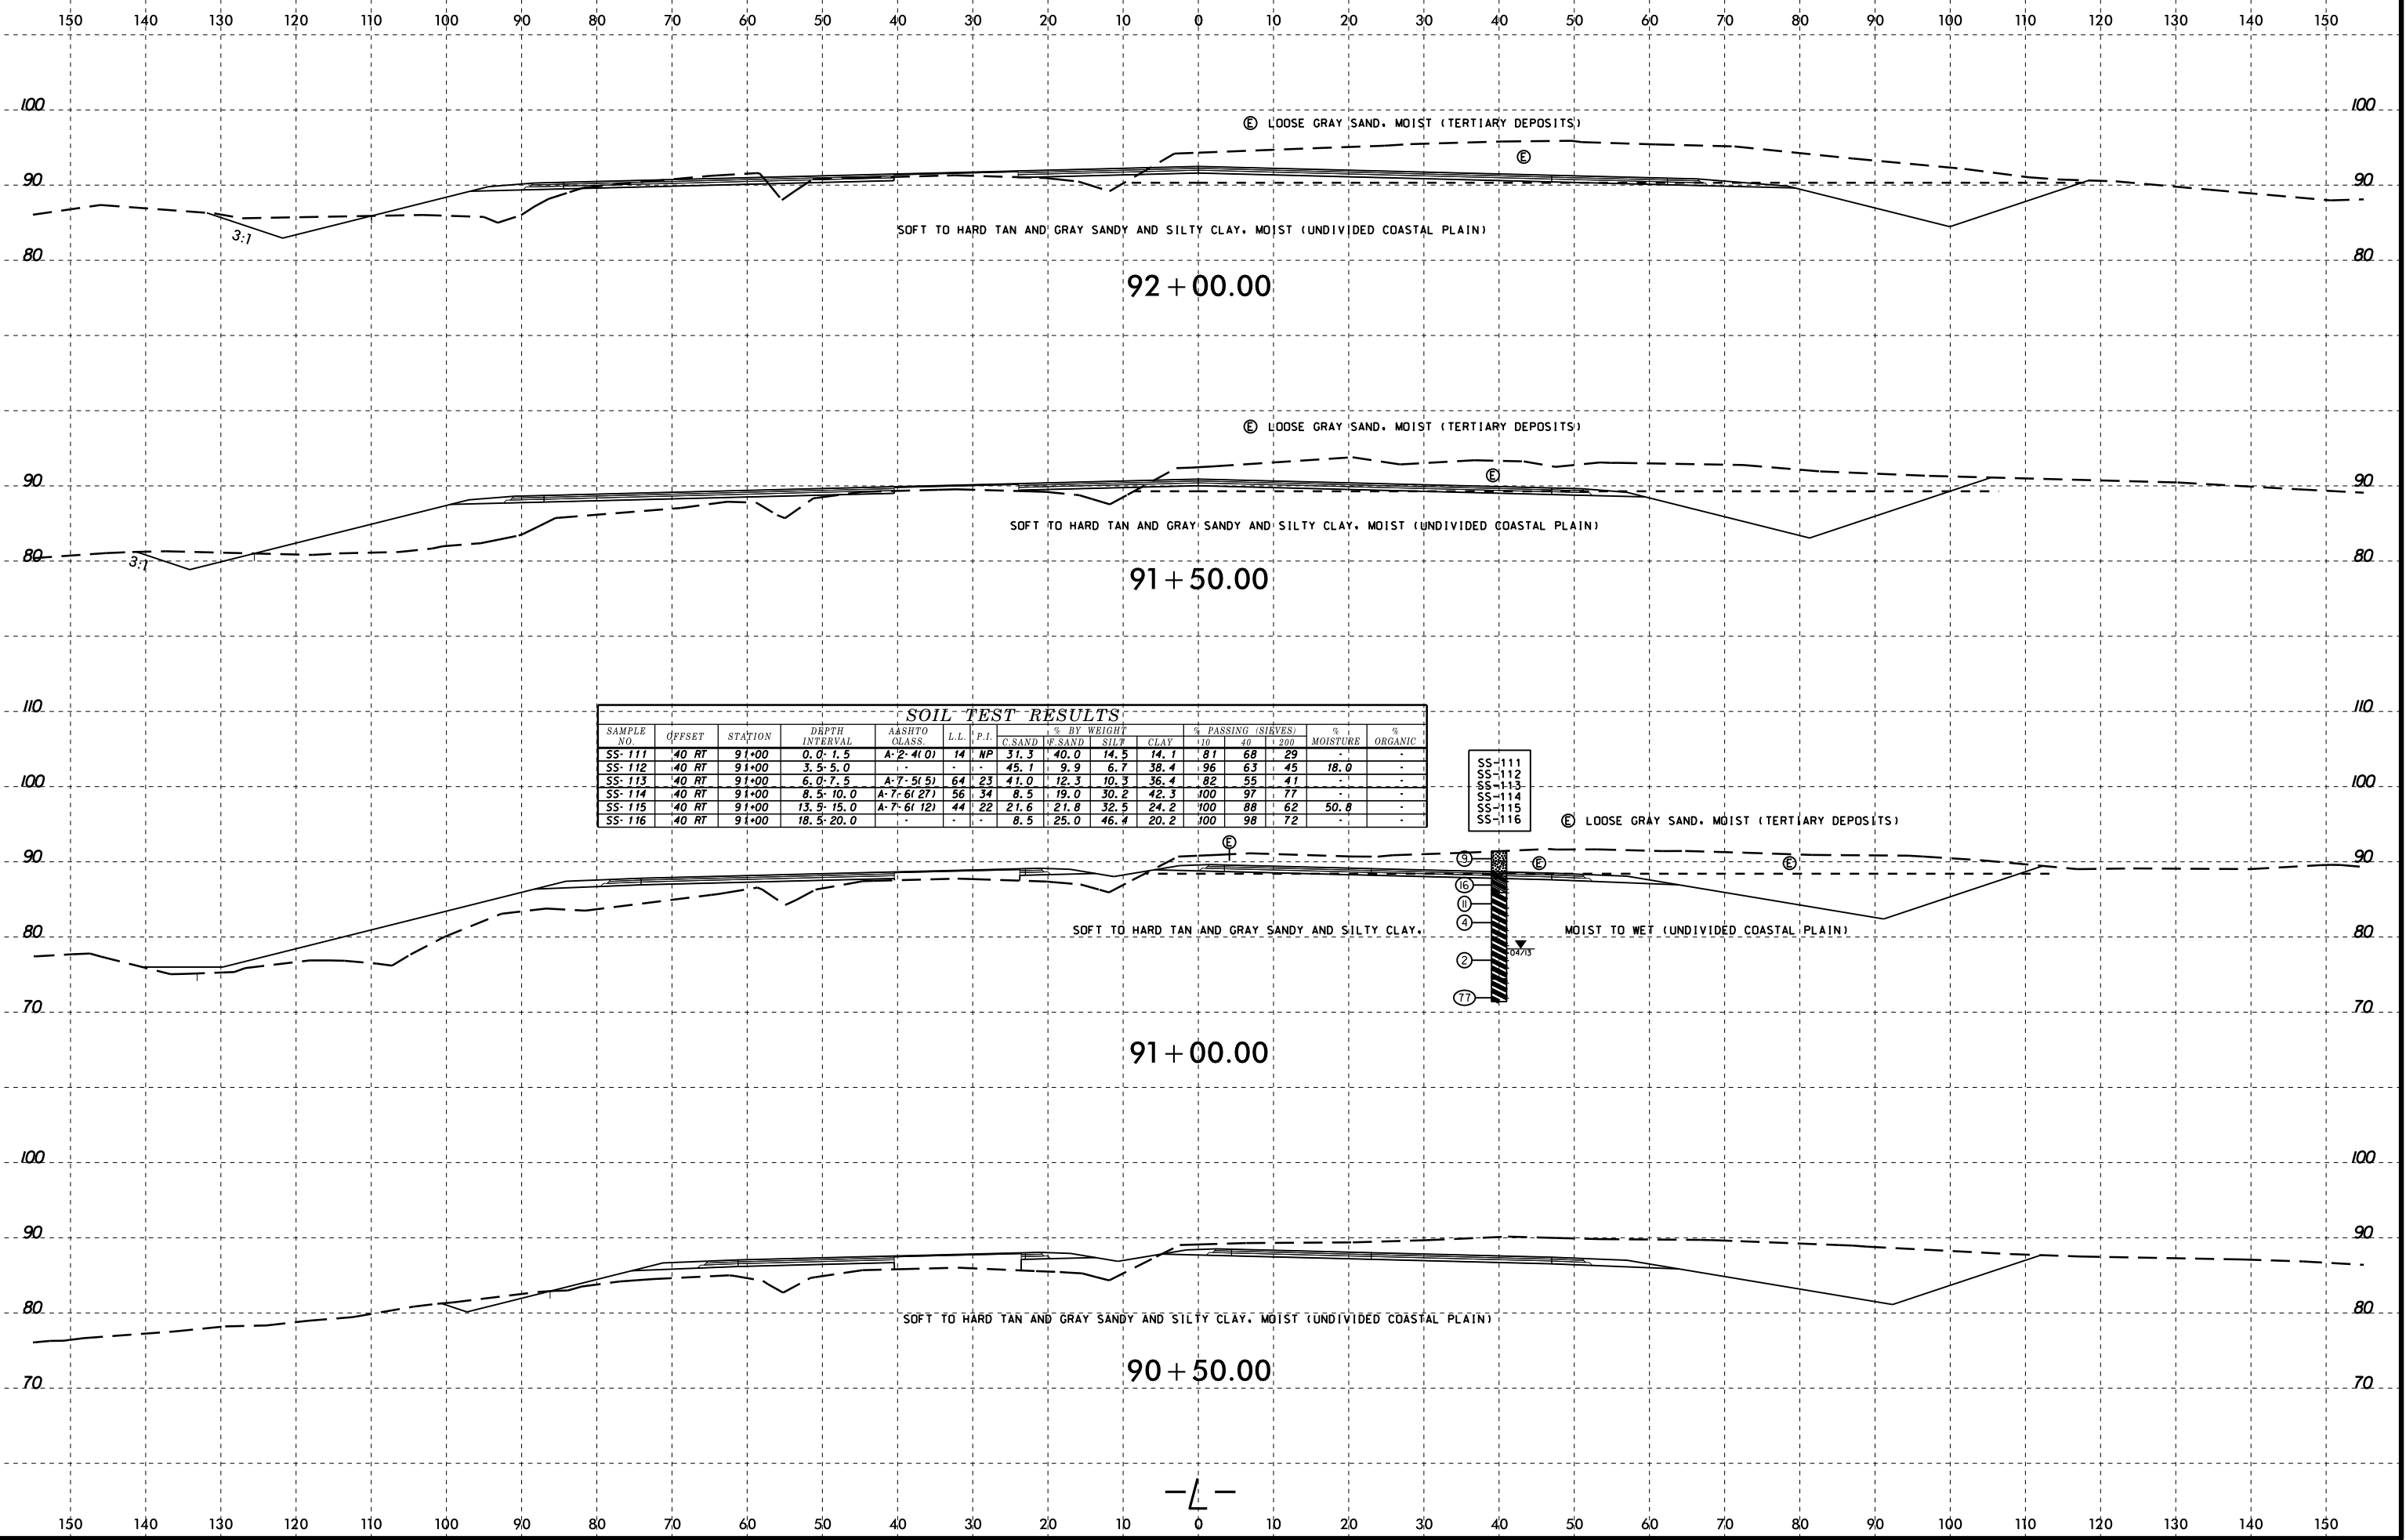 150 140 130 120 110 100 90 80 70 60 50 40 30 20 10 0 10 20 30 40 50 60 70 80 90 100 110 120 130 140 150
100 100
Ⓔ LOOSE GRAY SAND, MOIST (TERTIARY DEPOSITS)
Ⓔ
90 90
3:1
SOFT TO HARD TAN AND GRAY SANDY AND SILTY CLAY, MOIST (UNDIVIDED COASTAL PLAIN)
80 80
92+00.00
Ⓔ LOOSE GRAY SAND, MOIST (TERTIARY DEPOSITS)
Ⓔ
90 90
SOFT TO HARD TAN AND GRAY SANDY AND SILTY CLAY, MOIST (UNDIVIDED COASTAL PLAIN)
80 80
3:1
91+50.00
110 110
SOIL TEST RESULTS
SAMPLE NO. OFFSET STATION DEPTH INTERVAL AASHTO CLASS. L.L. P.I. % BY WEIGHT C.SAND F.SAND SILT CLAY % PASSING (SIEVES) 10 40 200 % MOISTURE % ORGANIC
SS-111 40 RT 91+00 0.0-1.5 A-2-4(0) 14 NP 31.3 40.0 14.5 14.1 81 68 29 - -
SS-112 40 RT 91+00 3.5-5.0 - - - 45.1 9.9 6.7 38.4 96 63 45 18.0 -
SS-113 40 RT 91+00 6.0-7.5 A-7-5(5) 64 23 41.0 12.3 10.3 36.4 82 55 41 - -
SS-114 40 RT 91+00 8.5-10.0 A-7-6(27) 56 34 8.5 19.0 30.2 42.3 100 97 77 - -
SS-115 40 RT 91+00 13.5-15.0 A-7-6(12) 44 22 21.6 21.8 32.5 24.2 100 88 62 50.8 -
SS-116 40 RT 91+00 18.5-20.0 - - - 8.5 25.0 46.4 20.2 100 98 72 - -
100 100
SS-111
SS-112
SS-113
SS-114
SS-115
SS-116
Ⓔ LOOSE GRAY SAND, MOIST (TERTIARY DEPOSITS)
Ⓔ
90 9 Ⓔ Ⓔ 90
16
11
4
SOFT TO HARD TAN AND GRAY SANDY AND SILTY CLAY, MOIST TO WET (UNDIVIDED COASTAL PLAIN)
80 80
04/13
2
77
70 70
91+00.00
100 100
90 90
80 80
SOFT TO HARD TAN AND GRAY SANDY AND SILTY CLAY, MOIST (UNDIVIDED COASTAL PLAIN)
90+50.00
70 70
-L-
150 140 130 120 110 100 90 80 70 60 50 40 30 20 10 0 10 20 30 40 50 60 70 80 90 100 110 120 130 140 150